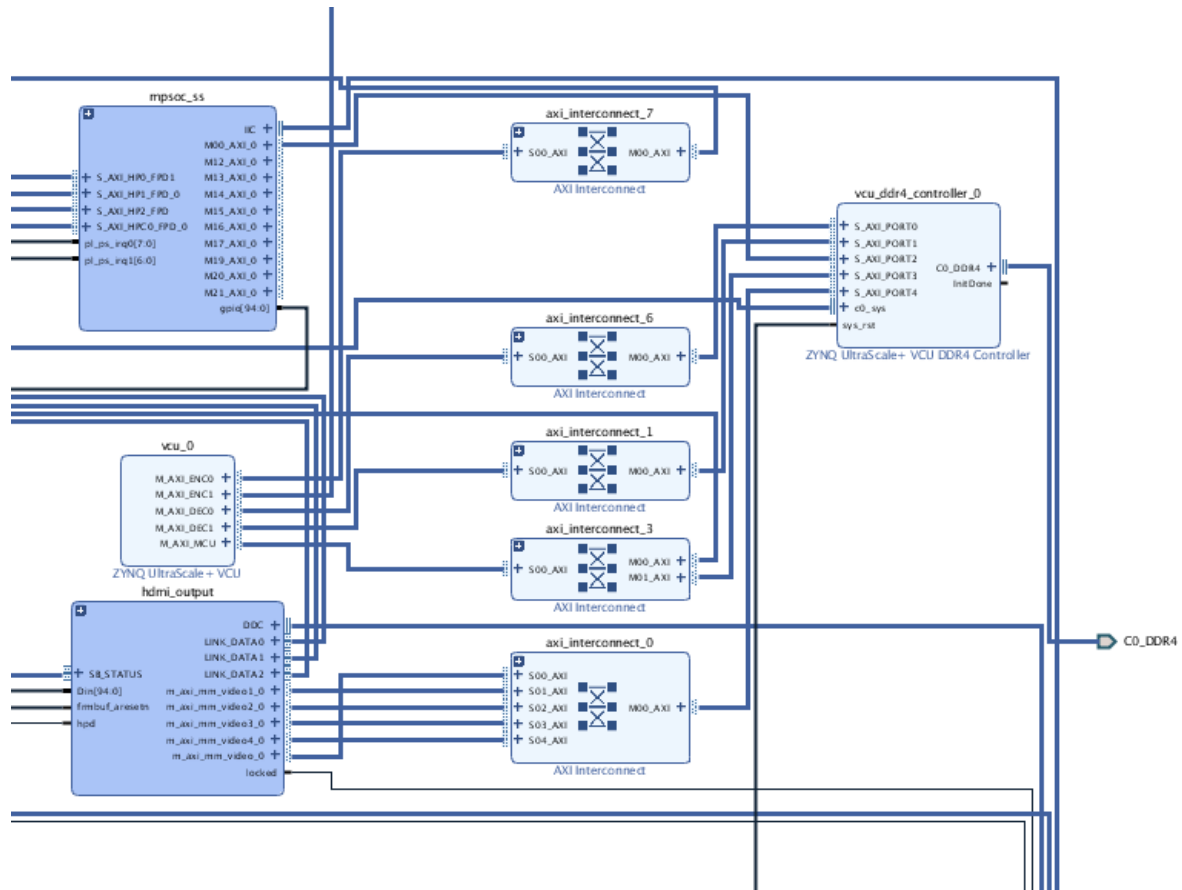 mpsoc_ss
IIC
M00_AXI_0
M12_AXI_0
M13_AXI_0
M14_AXI_0
M15_AXI_0
M16_AXI_0
M17_AXI_0
M19_AXI_0
M20_AXI_0
M21_AXI_0
gpio[94:0]
S_AXI_HP0_FPD1
S_AXI_HP1_FPD_0
S_AXI_HP2_FPD
S_AXI_HPC0_FPD_0
pl_ps_irq0[7:0]
pl_ps_irq1[6:0]
axi_interconnect_7
S00_AXI M00_AXI
AXI Interconnect
vcu_ddr4_controller_0
S_AXI_PORT0
S_AXI_PORT1
S_AXI_PORT2
S_AXI_PORT3
S_AXI_PORT4
c0_sys
sys_rst
C0_DDR4
InitDone
ZYNQ UltraScale+ VCU DDR4 Controller
axi_interconnect_6
S00_AXI M00_AXI
AXI Interconnect
axi_interconnect_1
S00_AXI M00_AXI
AXI Interconnect
vcu_0
M_AXI_ENC0
M_AXI_ENC1
M_AXI_DEC0
M_AXI_DEC1
M_AXI_MCU
ZYNQ UltraScale+ VCU
axi_interconnect_3
S00_AXI
M00_AXI
M01_AXI
AXI Interconnect
hdmi_output
DDC
LINK_DATA0
LINK_DATA1
LINK_DATA2
m_axi_mm_video1_0
m_axi_mm_video2_0
m_axi_mm_video3_0
m_axi_mm_video4_0
m_axi_mm_video_0
locked
SB_STATUS
Din[94:0]
frmbuf_aresetn
hpd
axi_interconnect_0
S00_AXI
S01_AXI
S02_AXI M00_AXI
S03_AXI
S04_AXI
AXI Interconnect
C0_DDR4